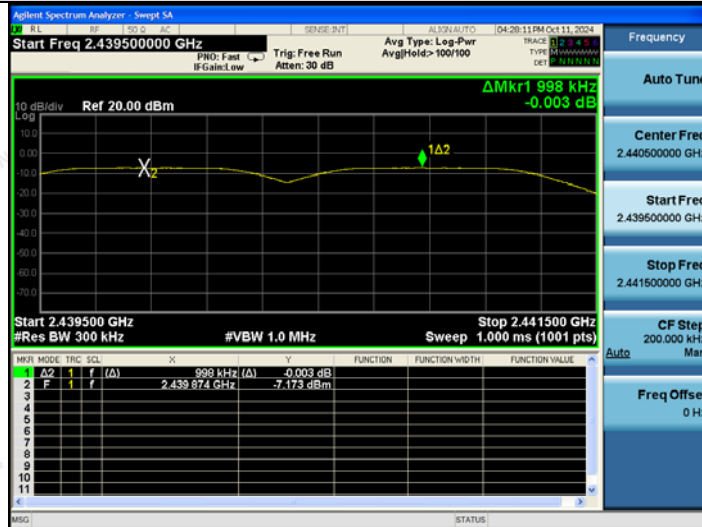 Agilent Spectrum Analyzer - Swept SA
RL RF 50 Ω AC SENSE:INT ALIGN AUTO 04:28:11 PM Oct 11, 2024
Start Freq 2.439500000 GHz
PNO: Fast
IFGain:Low
Trig: Free Run
Atten: 30 dB
Avg Type: Log-Pwr
Avg|Hold:>100/100
TRACE 1 2 3 4 5 6
TYPE M
DET P N N N N N
ΔMkr1 998 kHz
-0.003 dB
10 dB/div Ref 20.00 dBm
Log
10.0
0.00
-10.0
-20.0
-30.0
-40.0
-50.0
-60.0
-70.0
X2
1Δ2
Start 2.439500 GHz Stop 2.441500 GHz
#Res BW 300 kHz #VBW 1.0 MHz Sweep 1.000 ms (1001 pts)
MKR MODE TRC SCL X Y FUNCTION FUNCTION WIDTH FUNCTION VALUE
1 Δ2 1 f (Δ) 998 kHz (Δ) -0.003 dB
2 F 1 f 2.439 874 GHz -7.173 dBm
3
4
5
6
7
8
9
10
11
MSG STATUS
Frequency
Auto Tune
Center Freq
2.440500000 GHz
Start Freq
2.439500000 GHz
Stop Freq
2.441500000 GHz
CF Step
200.000 kHz
Auto Man
Freq Offset
0 Hz